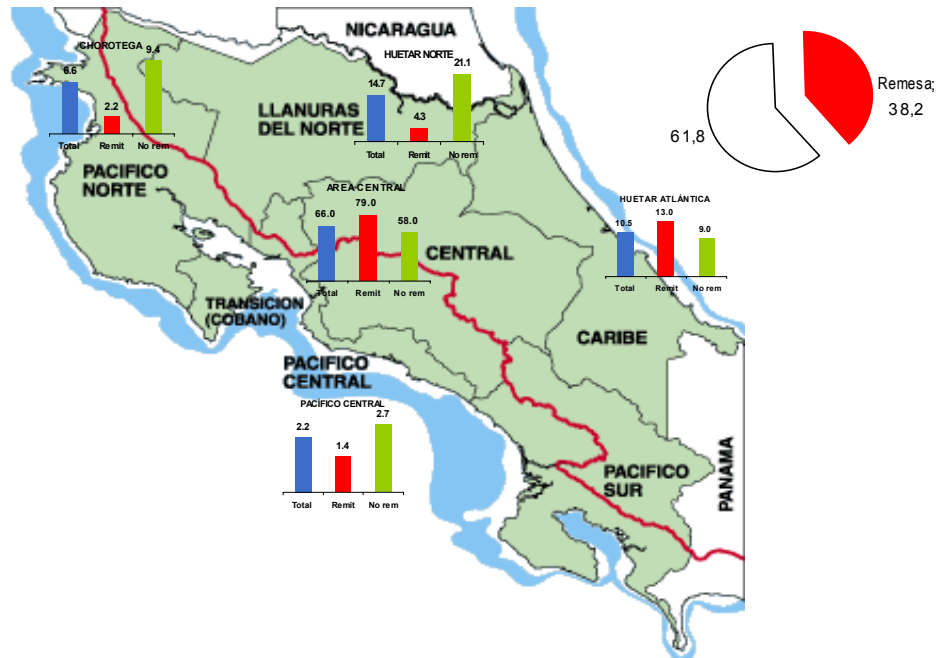 NICARAGUA
CHOROTEGA
6.6
2.2
9.4
Total
Remit
No rem
HUETAR NORTE
14.7
4.3
21.1
Total
Remit
No rem
Remesa;
38,2
61,8
LLANURAS
DEL NORTE
PACIFICO
NORTE
AREA CENTRAL
66.0
79.0
58.0
Total
Remit
No rem
CENTRAL
HUETAR ATLÁNTICA
10.5
13.0
9.0
Total
Remit
No rem
TRANSICION
(COBANO)
CARIBE
PACIFICO
CENTRAL
PACÍFICO CENTRAL
2.2
1.4
2.7
Total
Remit
No rem
PACIFICO
SUR
PANAMA